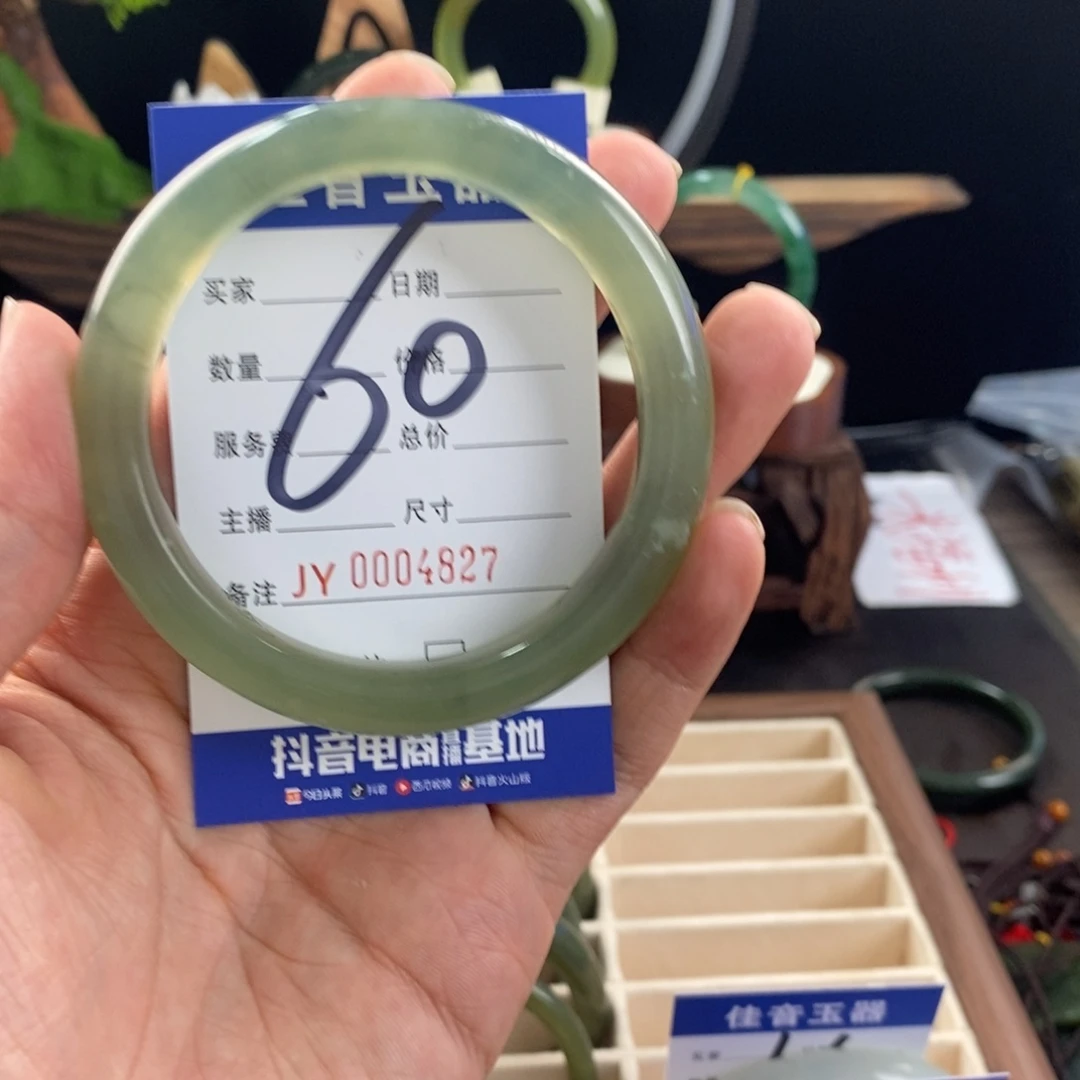 佳音玉器
60
买家 日期
数量 价格
服务费 总价
主播 尺寸
备注 JY 0004827
抖音电商直播基地
今日头条 抖音 西瓜视频 抖音火山版
佳音玉器